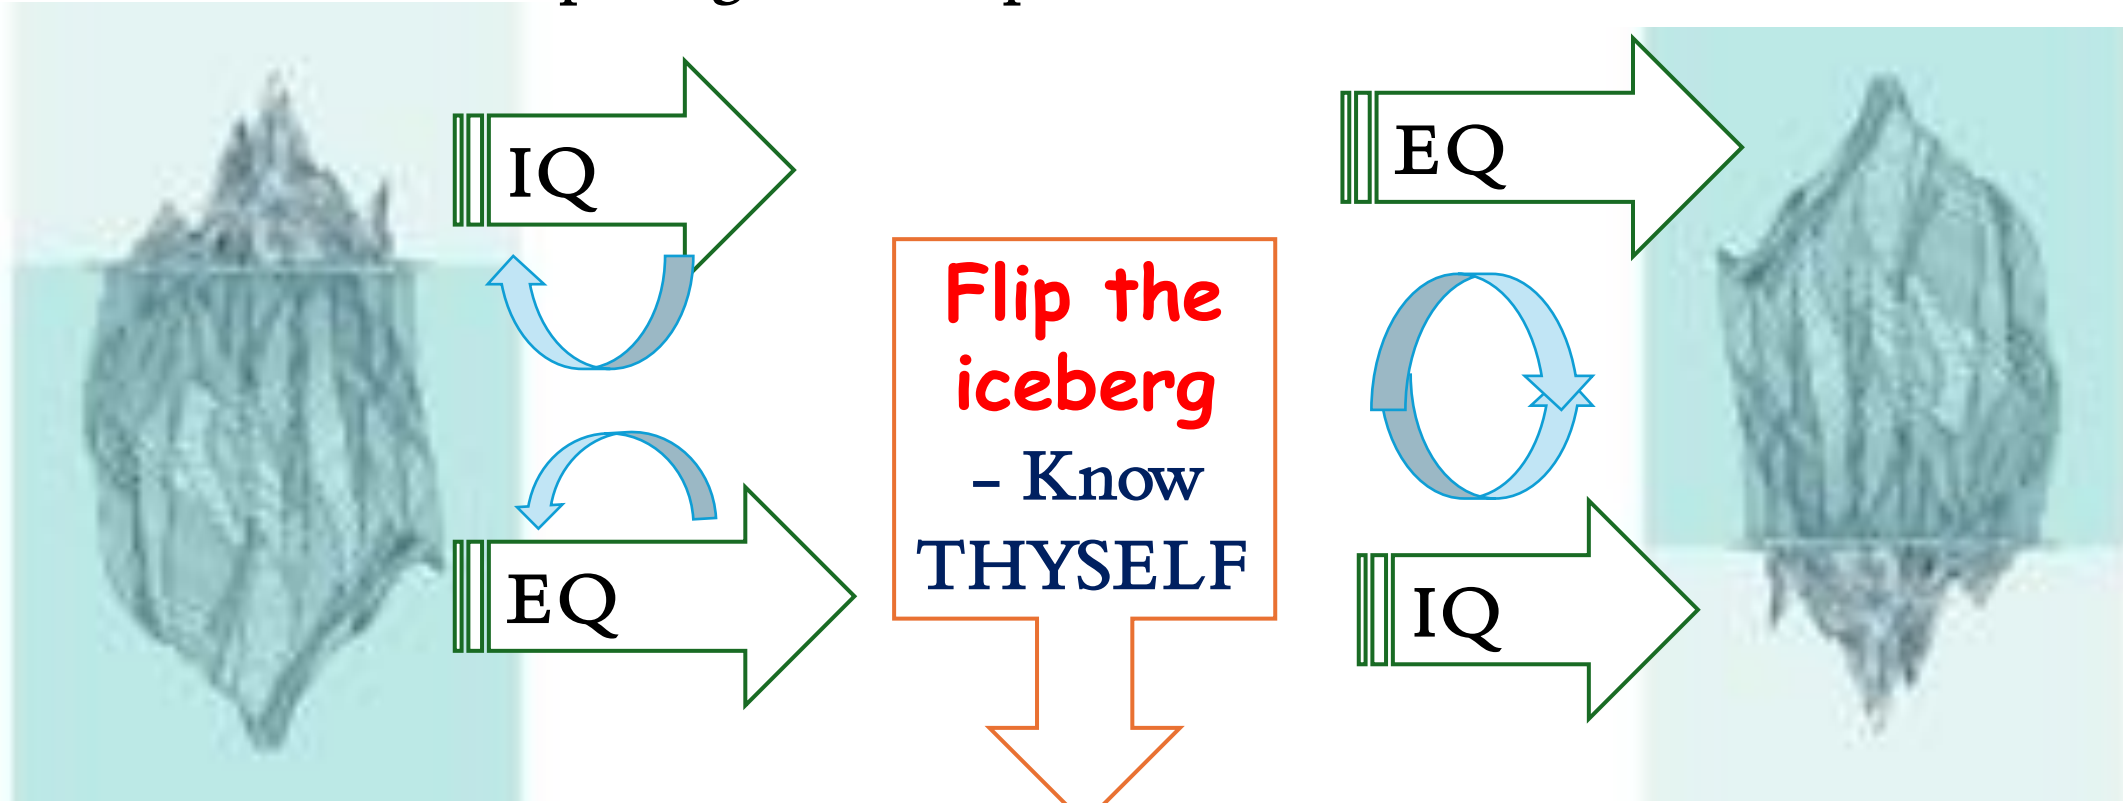 IQ
EQ
Flip the
iceberg
– Know
THYSELF
EQ
IQ